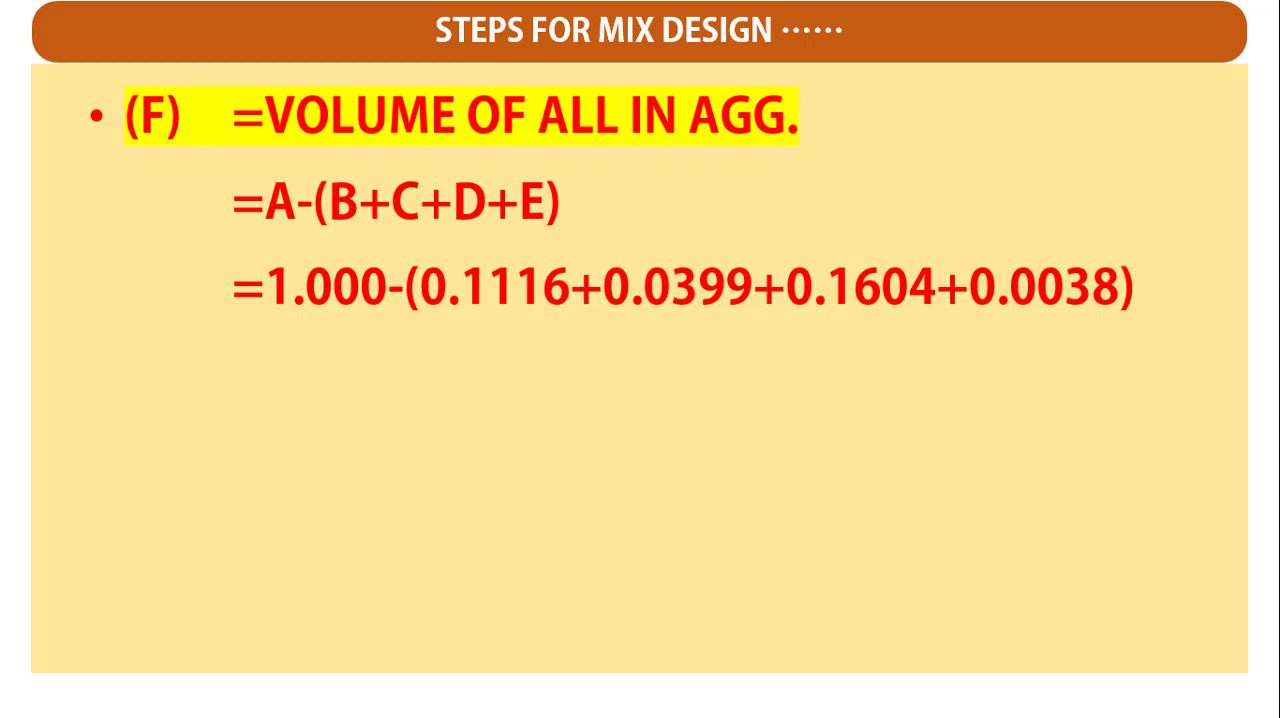 STEPS FOR MIX DESIGN ……
• (F) =VOLUME OF ALL IN AGG.
=A-(B+C+D+E)
=1.000-(0.1116+0.0399+0.1604+0.0038)